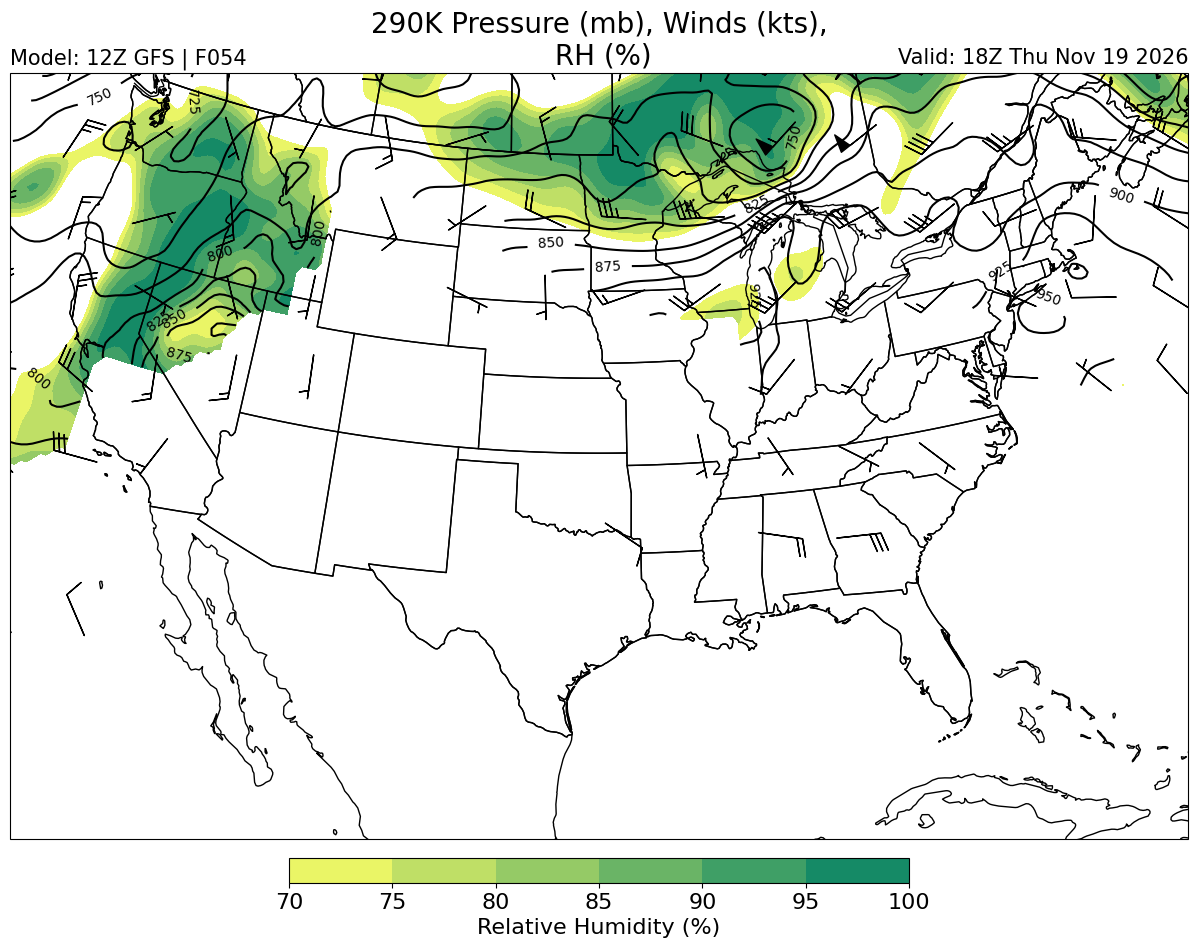 290K Pressure (mb), Winds (kts),
RH (%)
Model: 12Z GFS | F054
Valid: 18Z Thu Nov 19 2026
750
725
750
825
900
800
800
850
875
925
950
925
825
850
875
800
70 75 80 85 90 95 100
Relative Humidity (%)